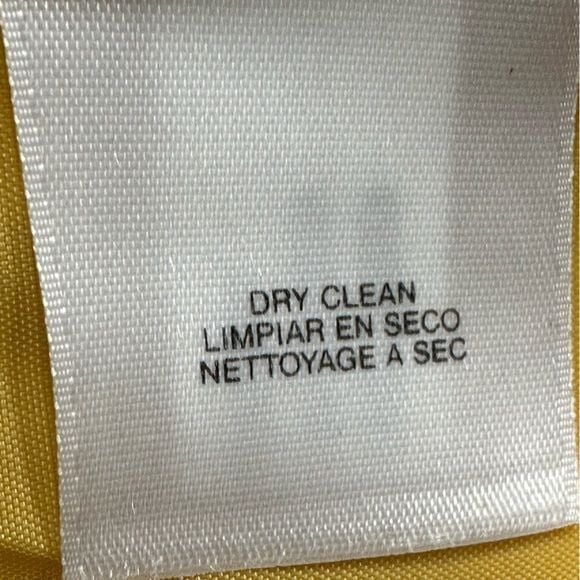 DRY CLEAN
LIMPIAR EN SECO
NETTOYAGE A SEC